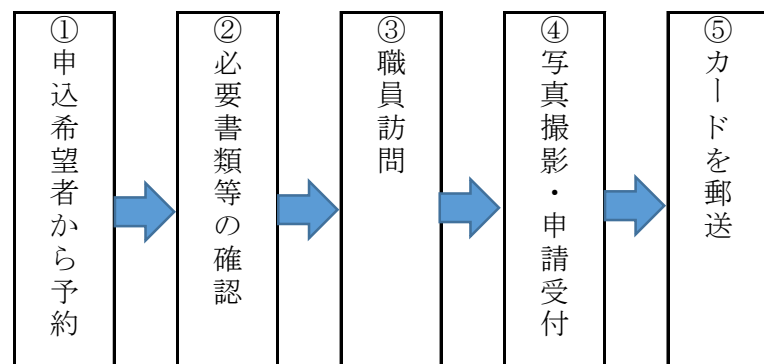 ①申込希望者から予約
②必要書類等の確認
③職員訪問
④写真撮影・申請受付
⑤カードを郵送